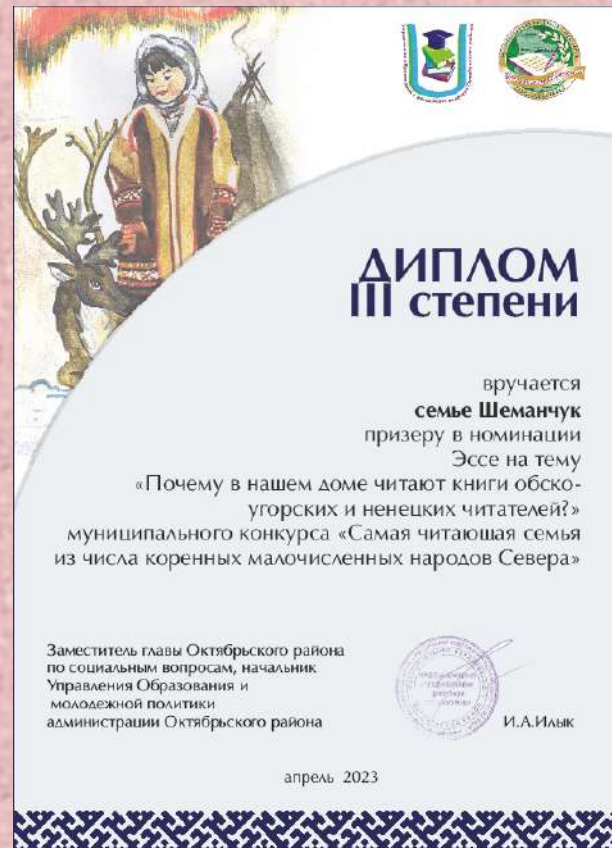 ДИПЛОМ
III степени
вручается
семье Шеманчук
призеру в номинации
Эссе на тему
«Почему в нашем доме читают книги обско-
угорских и ненецких читателей?»
муниципального конкурса «Самая читающая семья
из числа коренных малочисленных народов Севера»
Заместитель главы Октябрьского района
по социальным вопросам, начальник
Управления Образования и
молодежной политики
администрации Октябрьского района
И.А.Илык
апрель 2023